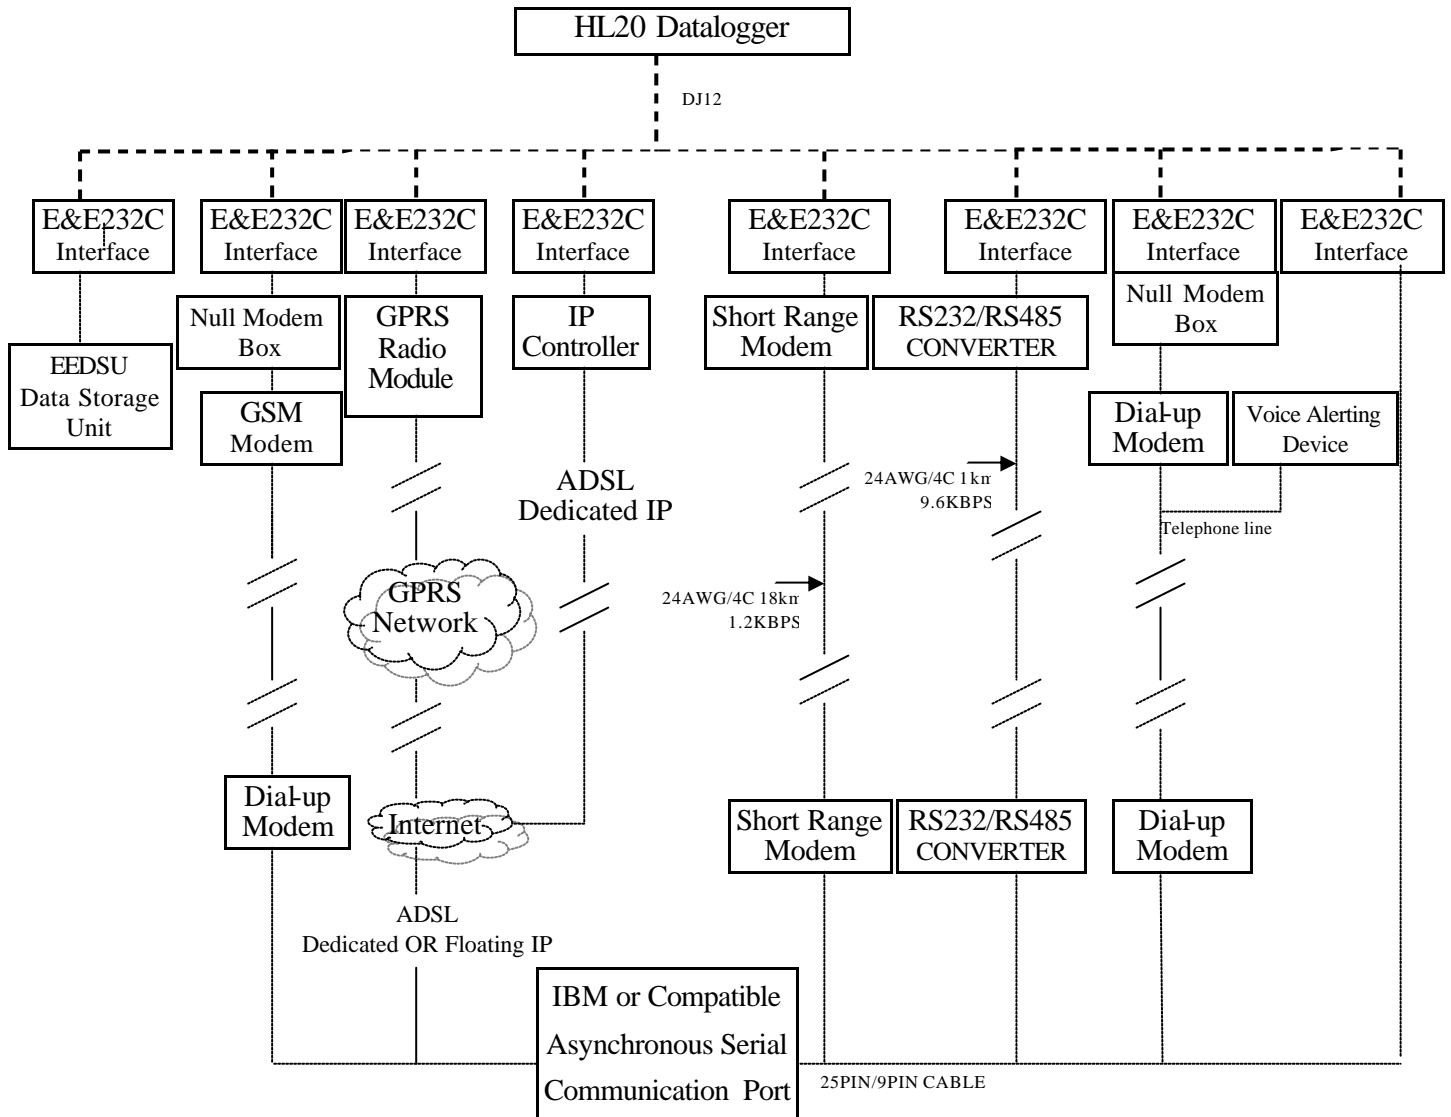 HL20 Datalogger
DJ12
E&E232C
Interface
E&E232C
Interface
E&E232C
Interface
E&E232C
Interface
E&E232C
Interface
E&E232C
Interface
E&E232C
Interface
E&E232C
Interface
EEDSU
Data Storage
Unit
Null Modem
Box
GSM
Modem
GPRS
Radio
Module
IP
Controller
Short Range
Modem
RS232/RS485
CONVERTER
Null Modem
Box
Dial-up
Modem
Voice Alerting
Device
ADSL
Dedicated IP
24AWG/4C 1km
9.6KBPS
Telephone line
GPRS
Network
24AWG/4C 18km
1.2KBPS
Dial-up
Modem
Internet
Short Range
Modem
RS232/RS485
CONVERTER
Dial-up
Modem
ADSL
Dedicated OR Floating IP
IBM or Compatible
Asynchronous Serial
Communication Port
25PIN/9PIN CABLE